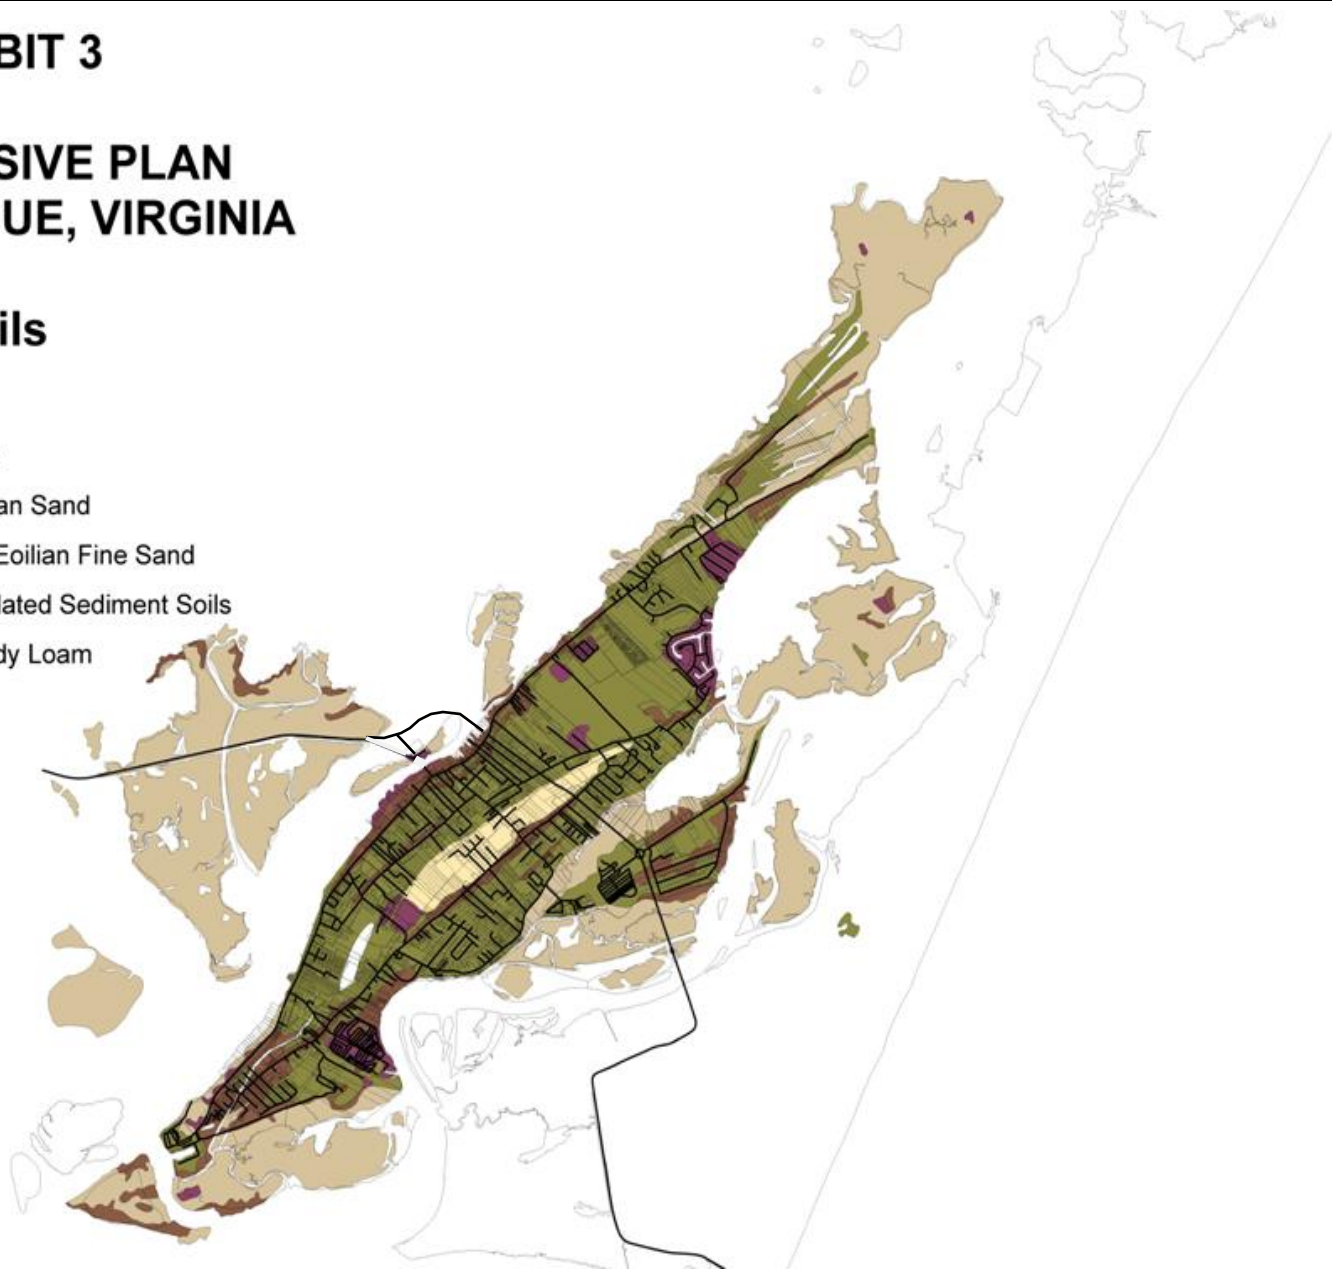 BIT 3
SIVE PLAN
UE, VIRGINIA
ils
an Sand
Eoilian Fine Sand
lated Sediment Soils
dy Loam